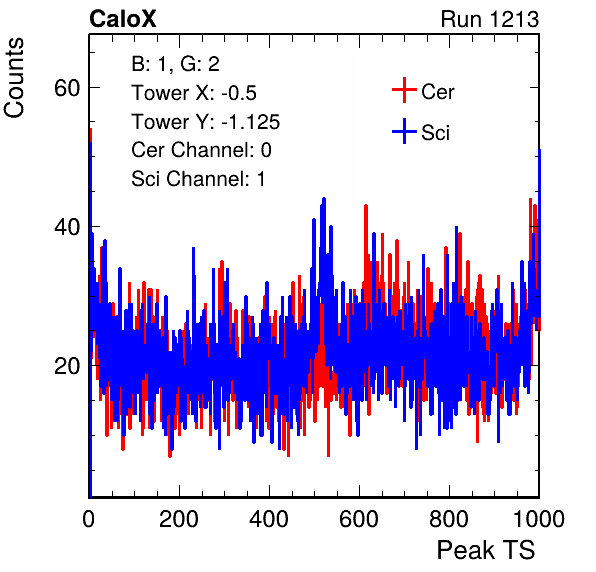 CaloX Run 1213
Counts
B: 1, G: 2
Tower X: -0.5
Tower Y: -1.125
Cer Channel: 0
Sci Channel: 1
Cer
Sci
60
40
20
0 200 400 600 800 1000
Peak TS